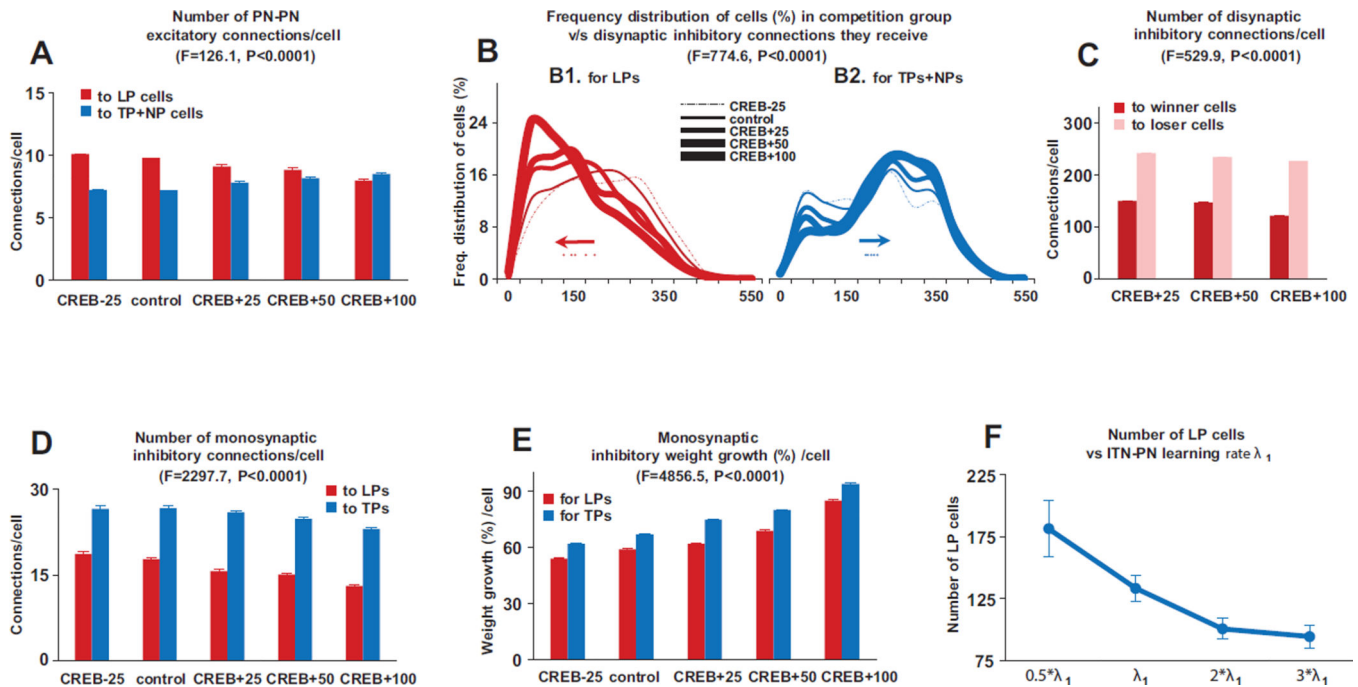 A
Number of PN-PN
excitatory connections/cell
(F=126.1, P<0.0001)
to LP cells
to TP+NP cells
Connections/cell
15
10
5
0
CREB-25 control CREB+25 CREB+50 CREB+100
B
Frequency distribution of cells (%) in competition group
v/s disynaptic inhibitory connections they receive
(F=774.6, P<0.0001)
B1. for LPs
B2. for TPs+NPs
CREB-25
control
CREB+25
CREB+50
CREB+100
Freq. distribution of cells (%)
24
16
8
0
0 150 350 550
0 150 350 550
C
Number of disynaptic
inhibitory connections/cell
(F=529.9, P<0.0001)
to winner cells
to loser cells
Connections/cell
300
200
100
0
CREB+25 CREB+50 CREB+100
D
Number of monosynaptic
inhibitory connections/cell
(F=2297.7, P<0.0001)
to LPs
to TPs
Connections/cell
30
15
0
CREB-25 control CREB+25 CREB+50 CREB+100
E
Monosynaptic
inhibitory weight growth (%) /cell
(F=4856.5, P<0.0001)
for LPs
for TPs
Weight growth (%) /cell
90
60
30
0
CREB-25 control CREB+25 CREB+50 CREB+100
F
Number of LP cells
vs ITN-PN learning rate λ1
Number of LP cells
225
175
125
75
0.5*λ1 λ1 2*λ1 3*λ1